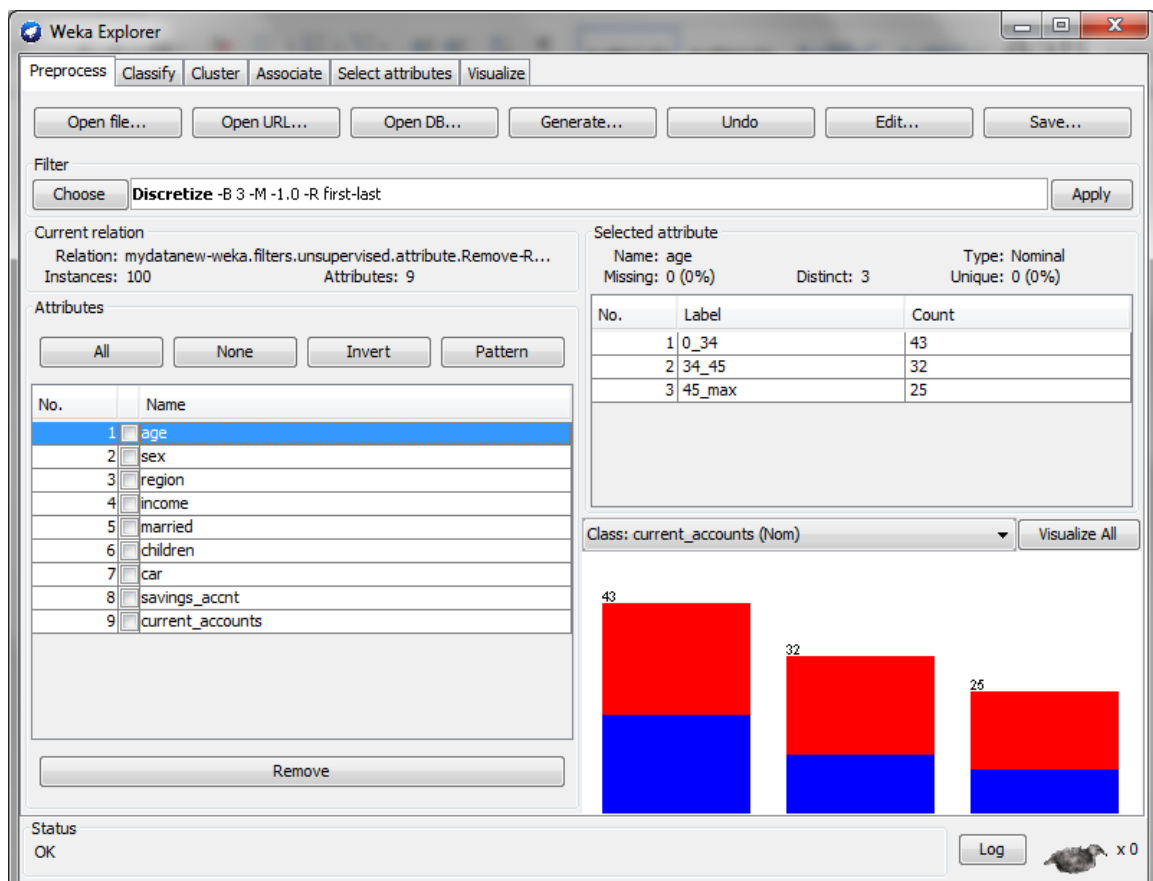 Weka Explorer
Preprocess Classify Cluster Associate Select attributes Visualize
Open file... Open URL... Open DB... Generate... Undo Edit... Save...
Filter
Choose Discretize -B 3 -M -1.0 -R first-last Apply
Current relation
Relation: mydatanew-weka.filters.unsupervised.attribute.Remove-R...
Instances: 100 Attributes: 9
Attributes
All None Invert Pattern
No. Name
1 age
2 sex
3 region
4 income
5 married
6 children
7 car
8 savings_accnt
9 current_accounts
Remove
Selected attribute
Name: age Type: Nominal
Missing: 0 (0%) Distinct: 3 Unique: 0 (0%)
No. Label Count
1 0_34 43
2 34_45 32
3 45_max 25
Class: current_accounts (Nom) Visualize All
43
32
25
Status
OK Log x 0